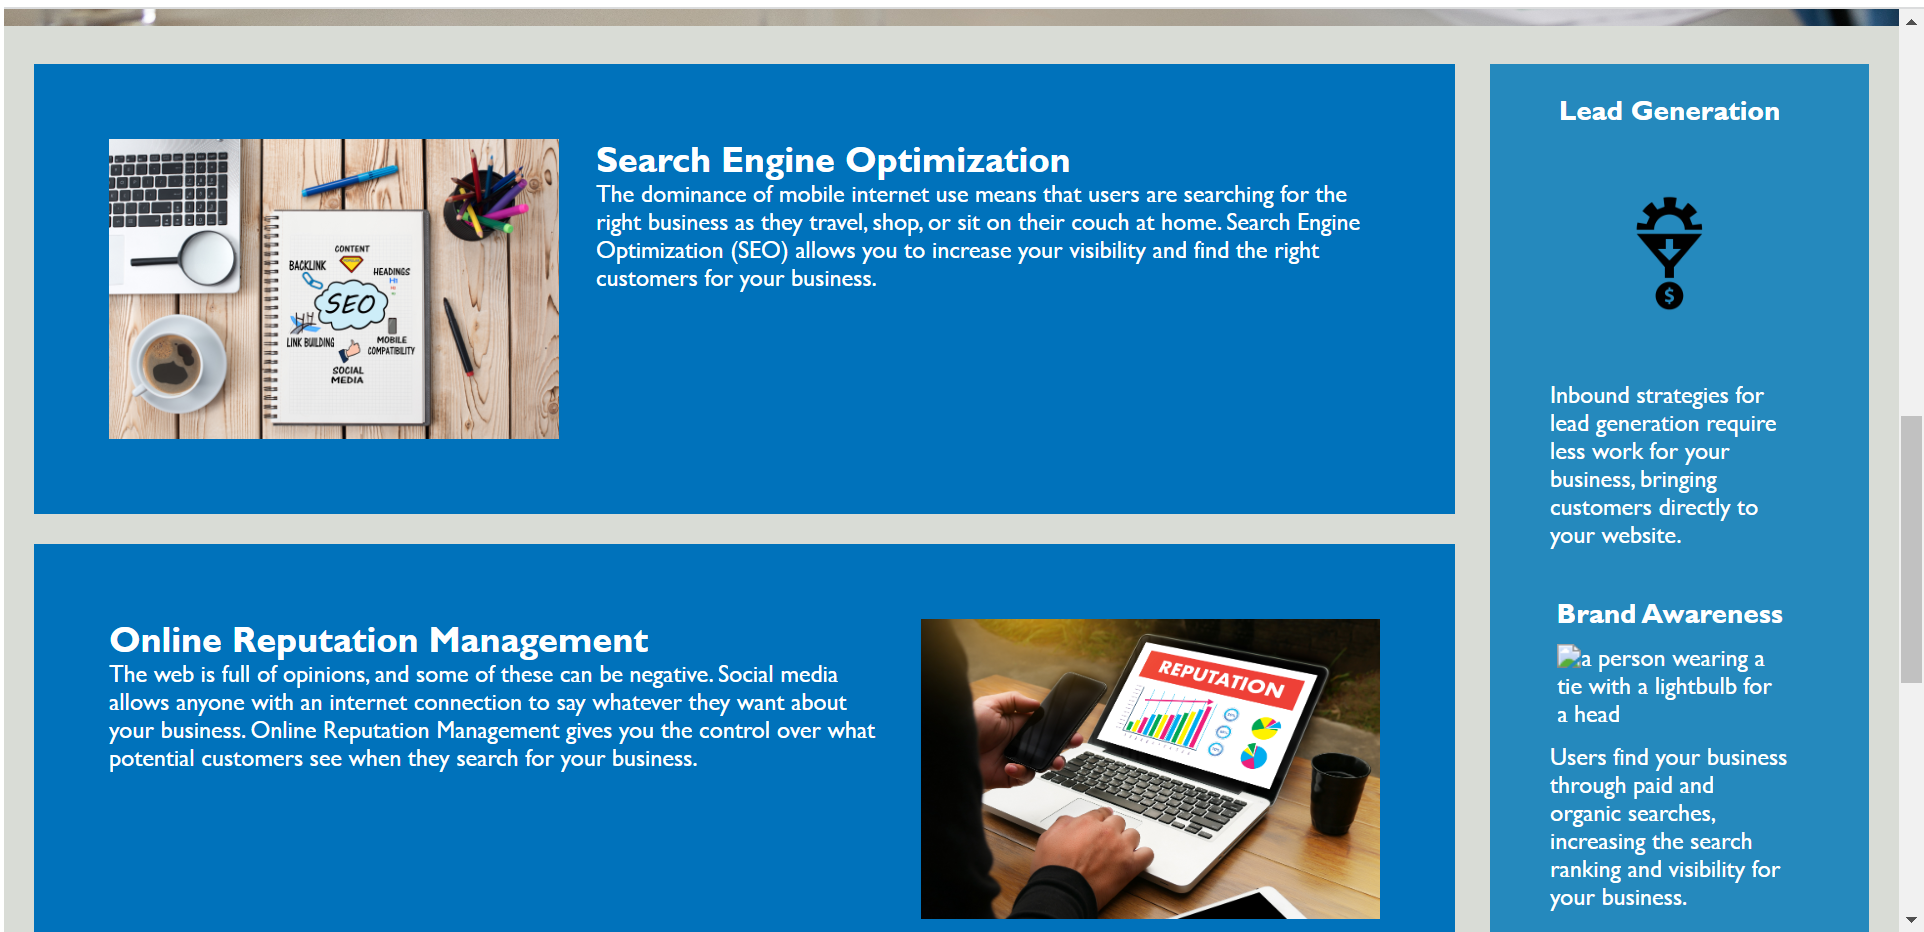 Search Engine Optimization
The dominance of mobile internet use means that users are searching for the
right business as they travel, shop, or sit on their couch at home. Search Engine
Optimization (SEO) allows you to increase your visibility and find the right
customers for your business.
CONTENT
BACKLINK
HEADINGS
H1
SEO
LINK BUILDING
MOBILE
COMPATIBILITY
SOCIAL
MEDIA
Online Reputation Management
The web is full of opinions, and some of these can be negative. Social media
allows anyone with an internet connection to say whatever they want about
your business. Online Reputation Management gives you the control over what
potential customers see when they search for your business.
REPUTATION
Lead Generation
$
Inbound strategies for
lead generation require
less work for your
business, bringing
customers directly to
your website.
Brand Awareness
a person wearing a
tie with a lightbulb for
a head
Users find your business
through paid and
organic searches,
increasing the search
ranking and visibility for
your business.